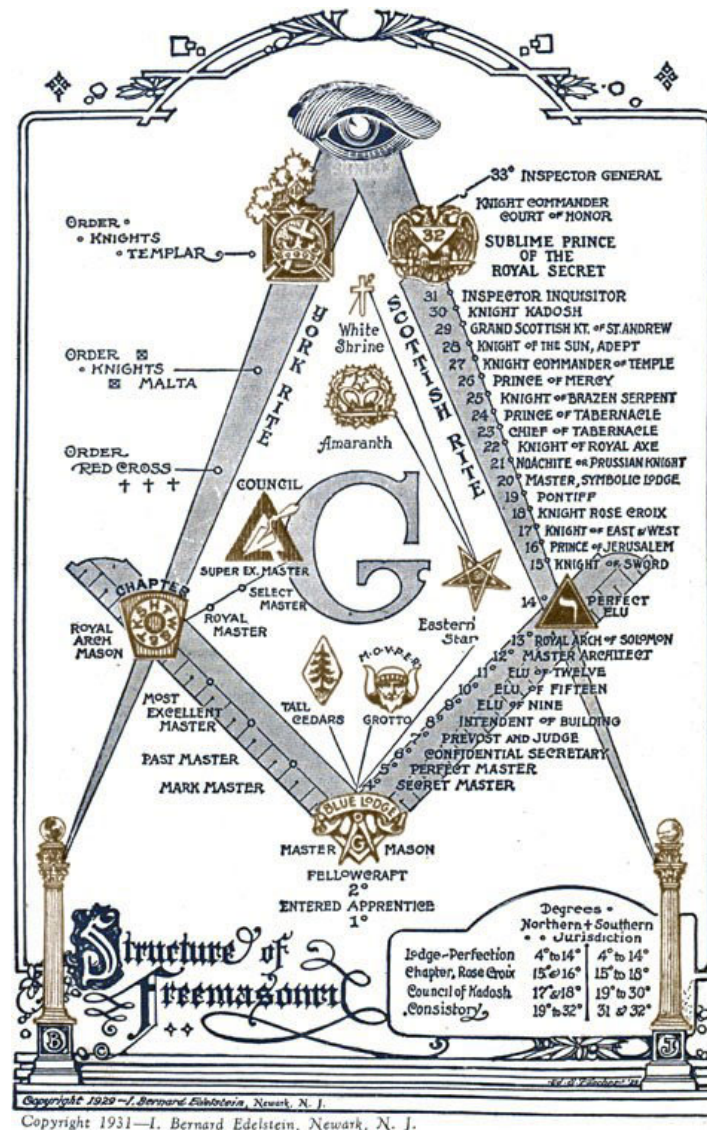 SHRINE
33° INSPECTOR GENERAL
KNIGHT COMMANDER
COURT OF HONOR
32
SUBLIME PRINCE
OF THE
ROYAL SECRET
ORDER
KNIGHTS
TEMPLAR
ORDER
KNIGHTS
MALTA
ORDER
RED CROSS
YORK RITE
SCOTTISH RITE
White
Shrine
Amaranth
31 INSPECTOR INQUISITOR
30 KNIGHT KADOSH
29 GRAND SCOTTISH KT. OF ST. ANDREW
28 KNIGHT OF THE SUN, ADEPT
27 KNIGHT COMMANDER OF TEMPLE
26 PRINCE OF MERCY
25 KNIGHT OF BRAZEN SERPENT
24 PRINCE OF TABERNACLE
23 CHIEF OF TABERNACLE
22 KNIGHT OF ROYAL AXE
21 NOACHITE OR PRUSSIAN KNIGHT
20° MASTER, SYMBOLIC LODGE
19° PONTIFF
18° KNIGHT ROSE CROIX
17° KNIGHT OF EAST & WEST
16° PRINCE OF JERUSALEM
15° KNIGHT OF SWORD
14° PERFECT
ELU
13° ROYAL ARCH OF SOLOMON
12° MASTER ARCHITECT
11° ELU OF TWELVE
10° ELU OF FIFTEEN
9° ELU OF NINE
8° INTENDENT OF BUILDING
7° PREVOST AND JUDGE
6° CONFIDENTIAL SECRETARY
5° PERFECT MASTER
4° SECRET MASTER
COUNCIL
SUPER EX. MASTER
SELECT
MASTER
ROYAL
MASTER
G
CHAPTER
HTWSSTKS
ROYAL
ARCH
MASON
MOST
EXCELLENT
MASTER
PAST MASTER
MARK MASTER
Eastern
Star
TALL
CEDARS
M.O.V.P.E.R.
GROTTO
BLUE LODGE
G
MASTER MASON
FELLOWCRAFT
2°
ENTERED APPRENTICE
1°
Structure of
Freemasonry
Degrees
Northern + Southern
Jurisdiction
Lodge-Perfection 4° to 14° 4° to 14°
Chapter, Rose Croix 15° & 16° 15° to 18°
Council of Kadosh 17° & 18° 19° to 30°
Consistory 19° to 32° 31 & 32°
B
J
Copyright 1929—I. Bernard Edelstein, Newark, N. J.
Copyright 1931—I. Bernard Edelstein, Newark, N. J.